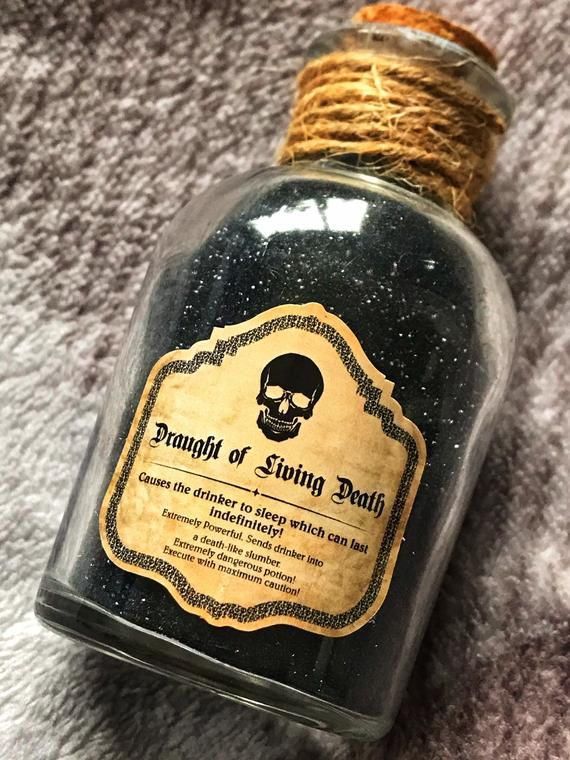 Draught of Living Death
Causes the drinker to sleep which can last
indefinitely!
Extremely Powerful, Sends drinker into
a death-like slumber
Extremely dangerous potion!
Execute with maximum caution!